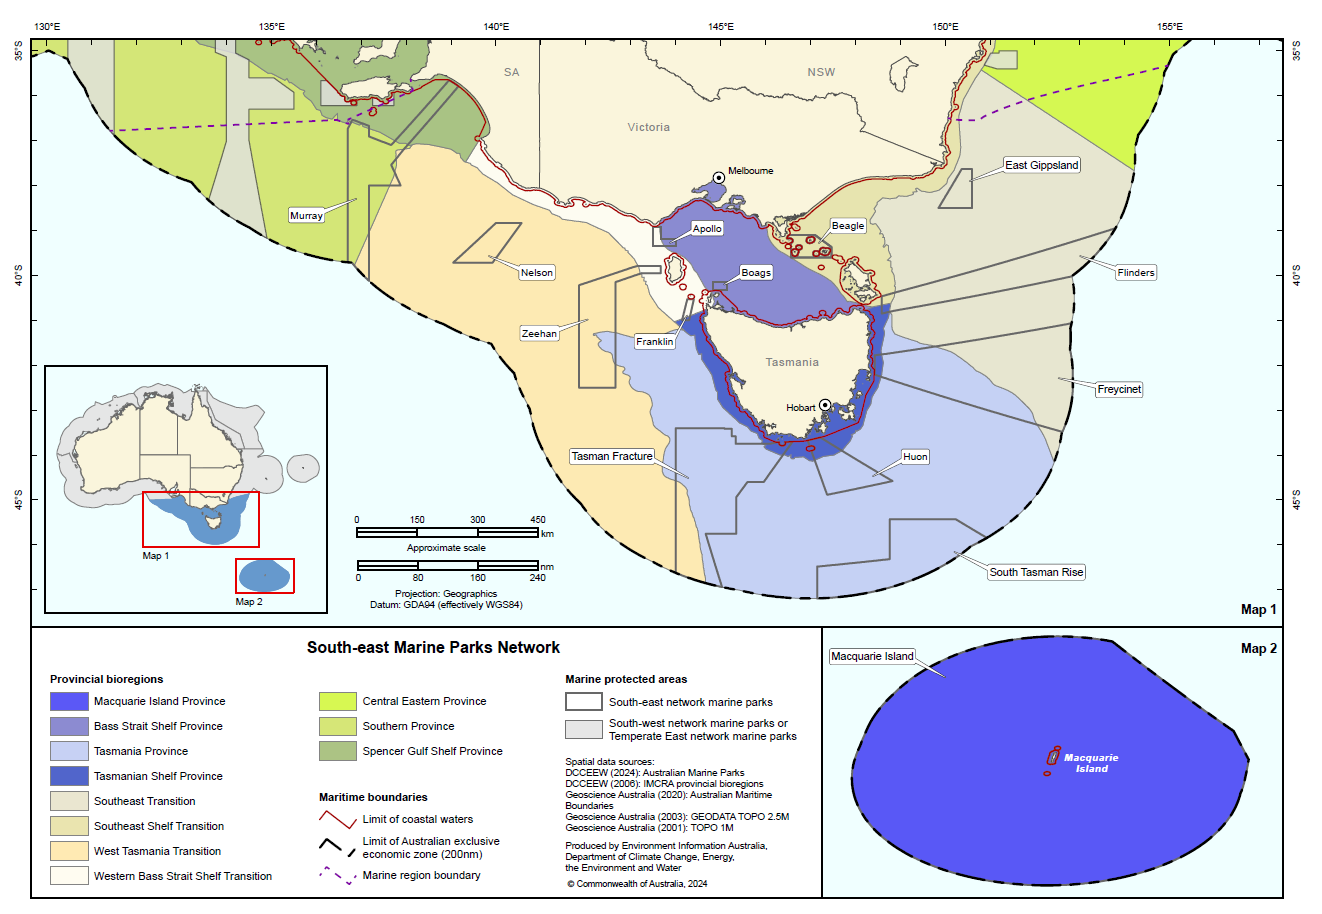 130°E
135°E
140°E
145°E
150°E
155°E
35°S
35°S
SA
NSW
Victoria
Melbourne
East Gippsland
Murray
Apollo
Beagle
Nelson
Boags
Flinders
40°S
40°S
Zeehan
Franklin
Tasmania
Freycinet
Hobart
Tasman Fracture
Huon
45°S
45°S
South Tasman Rise
0 150 300 450
km
Approximate scale
nm
0 80 160 240
Projection: Geographics
Datum: GDA94 (effectively WGS84)
Map 1
Map 2
Map 1
South-east Marine Parks Network
Provincial bioregions
Macquarie Island Province
Bass Strait Shelf Province
Tasmania Province
Tasmanian Shelf Province
Southeast Transition
Southeast Shelf Transition
West Tasmania Transition
Western Bass Strait Shelf Transition
Central Eastern Province
Southern Province
Spencer Gulf Shelf Province
Maritime boundaries
Limit of coastal waters
Limit of Australian exclusive
economic zone (200nm)
Marine region boundary
Marine protected areas
South-east network marine parks
South-west network marine parks or
Temperate East network marine parks
Spatial data sources:
DCCEEW (2024): Australian Marine Parks
DCCEEW (2006): IMCRA provincial bioregions
Geoscience Australia (2020): Australian Maritime
Boundaries
Geoscience Australia (2003): GEODATA TOPO 2.5M
Geoscience Australia (2001): TOPO 1M
Produced by Environment Information Australia,
Department of Climate Change, Energy,
the Environment and Water
© Commonwealth of Australia, 2024
Map 2
Macquarie Island
Macquarie
Island